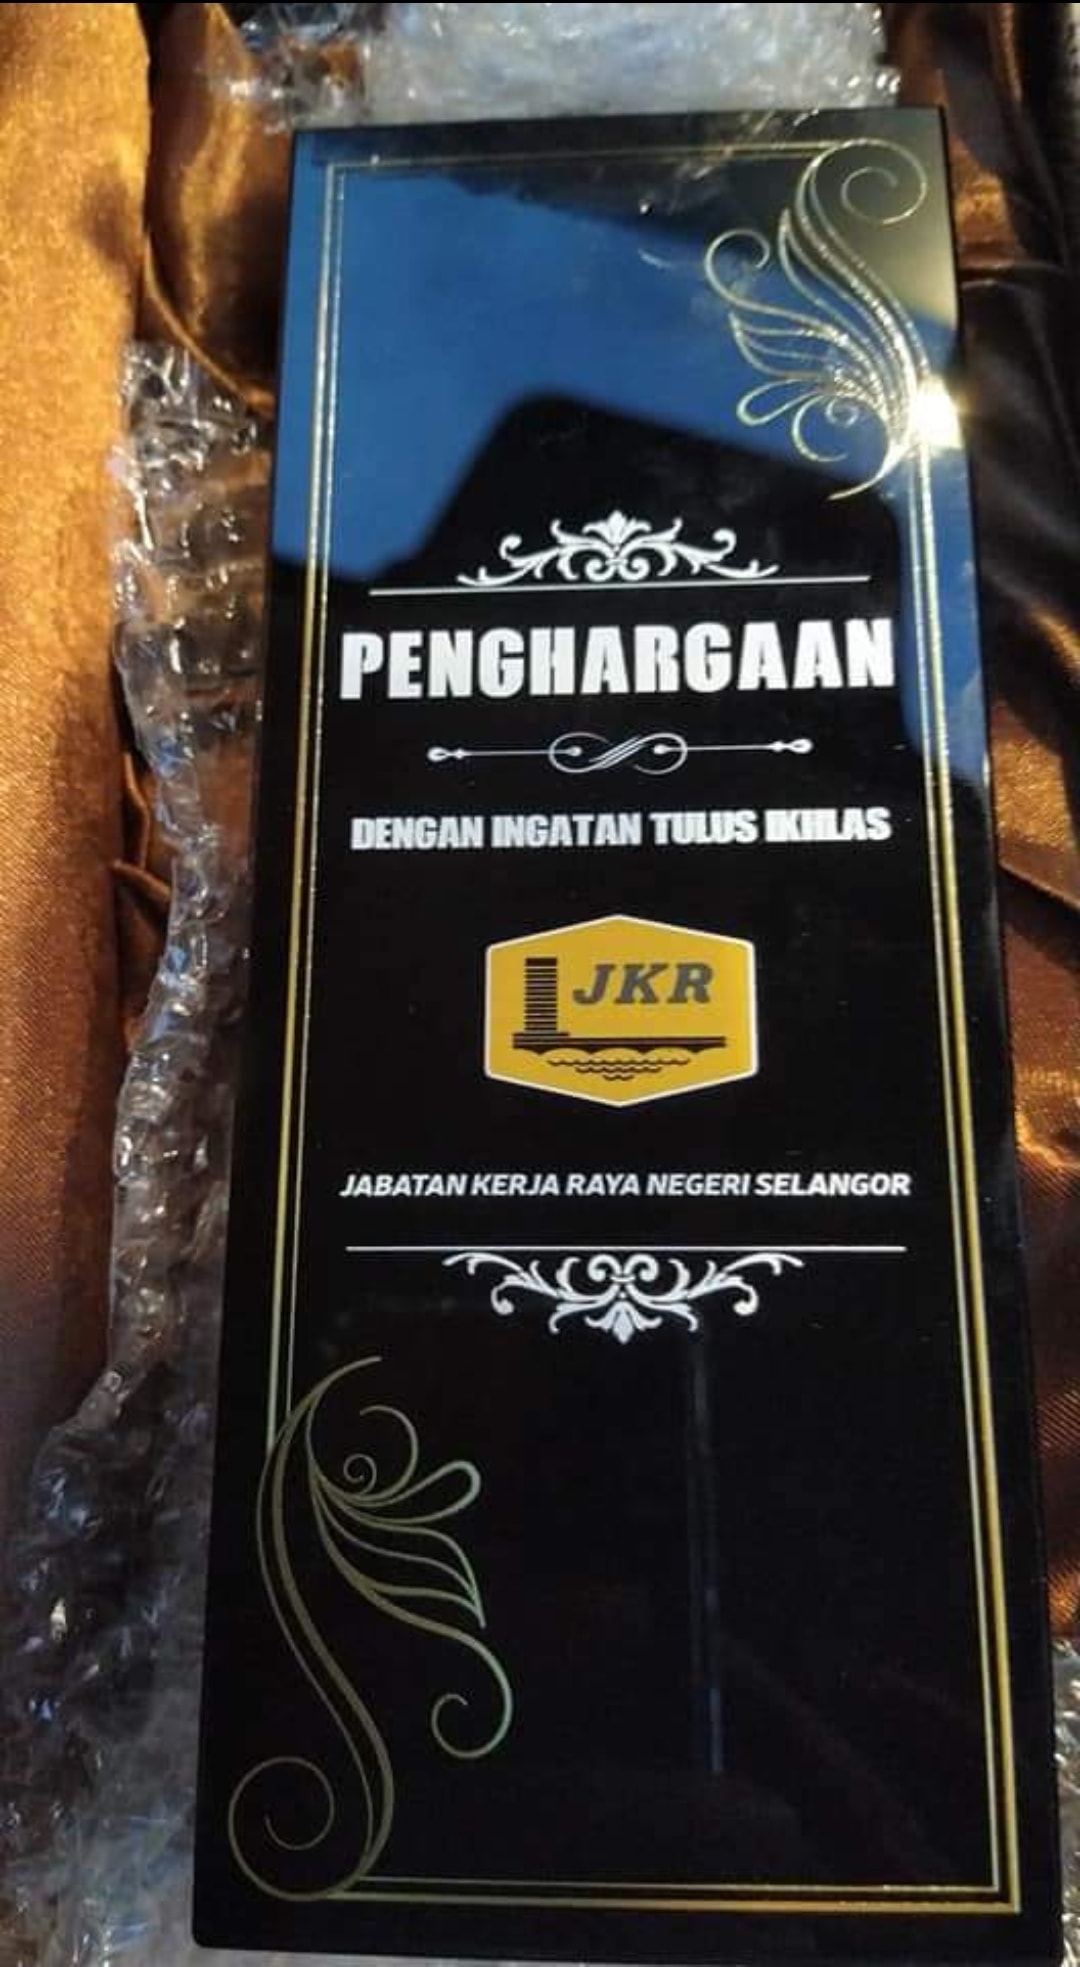 PENGHARGAAN
DENGAN INGATAN TULUS IKHLAS
JKR
JABATAN KERJA RAYA NEGERI SELANGOR